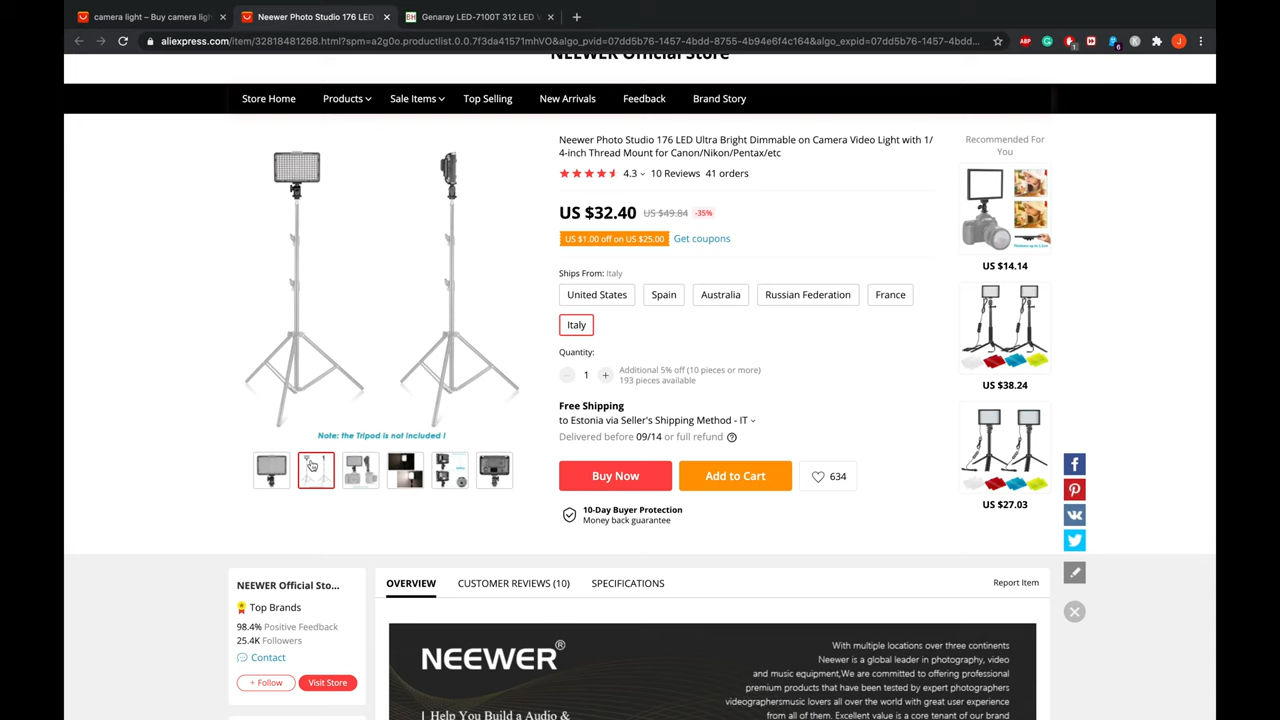 camera light – Buy camera ligh
Neewer Photo Studio 176 LED
Genaray LED-7100T 312 LED V
aliexpress.com/item/32818481268.html?spm=a2g0o.productlist.0.0.7f3da41571mhVO&algo_pvid=07dd5b76-1457-4bdd-8755-4b94e6f4c164&algo_expid=07dd5b76-1457-4bdd-8755-4b94e6f4c164&algo_expid=07dd5b76-1457-4bdd...
NEEWER Official Store
Store Home
Products
Sale Items
Top Selling
New Arrivals
Feedback
Brand Story
Neewer Photo Studio 176 LED Ultra Bright Dimmable on Camera Video Light with 1/
4-inch Thread Mount for Canon/Nikon/Pentax/etc
4.3
10 Reviews
41 orders
US $32.40
US $49.84
-35%
US $1.00 off on US $25.00
Get coupons
Ships From: Italy
United States
Spain
Australia
Russian Federation
France
Italy
Quantity:
1
Additional 5% off (10 pieces or more)
193 pieces available
Free Shipping
to Estonia via Seller's Shipping Method - IT
Delivered before 09/14 or full refund
Buy Now
Add to Cart
634
10-Day Buyer Protection
Money back guarantee
Note: the Tripod is not included !
Recommended For
You
US $14.14
US $38.24
US $27.03
NEEWER Official Sto...
Top Brands
98.4% Positive Feedback
25.4K Followers
Contact
+ Follow
Visit Store
OVERVIEW
CUSTOMER REVIEWS (10)
SPECIFICATIONS
Report Item
NEEWER®
Help You Build a Audio &
With multiple locations over three continents
Neewer is a global leader in photography, video
and music equipment,We are committed to offering professional
premium products that have been tested by expert photographers
videographersmusic lovers all over the world with great user experience
from all of them. Excellent value is a core tenant of our brand